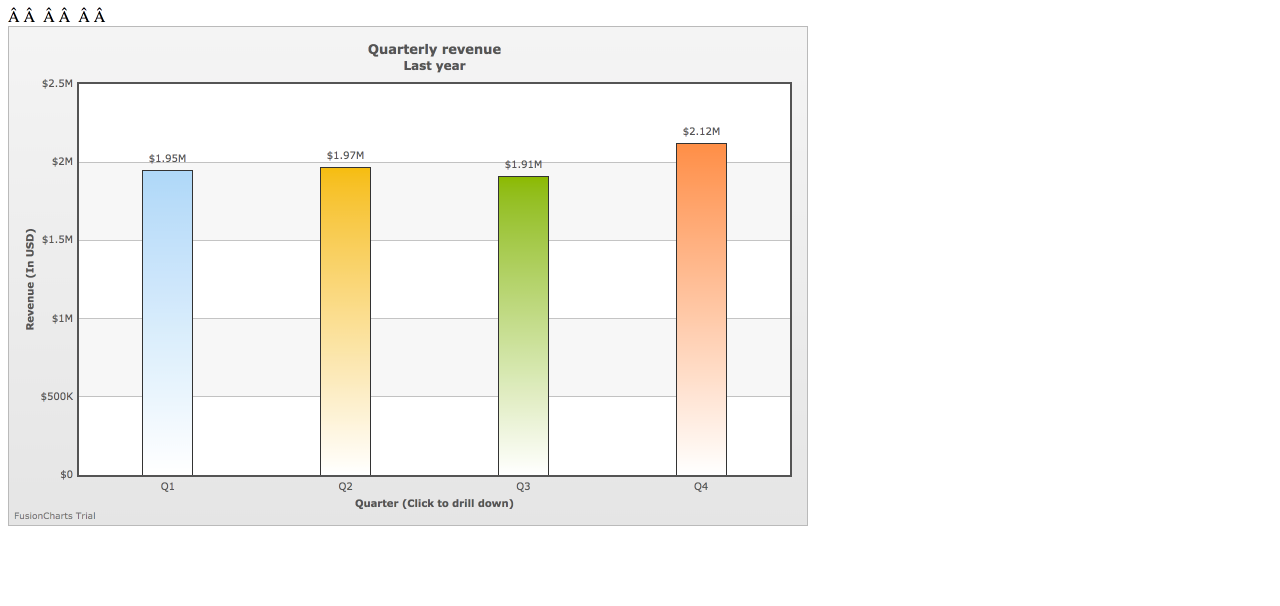 Â Â Â Â Â Â
Quarterly revenue
Last year
$2.5M
$2M
$1.5M
$1M
$500K
$0
Revenue (In USD)
$1.95M
$1.97M
$1.91M
$2.12M
Q1 Q2 Q3 Q4
Quarter (Click to drill down)
FusionCharts Trial